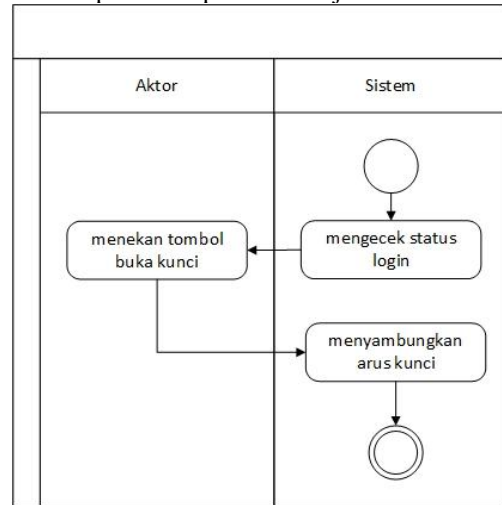 Aktor
Sistem
mengecek status
login
menekan tombol
buka kunci
menyambungkan
arus kunci